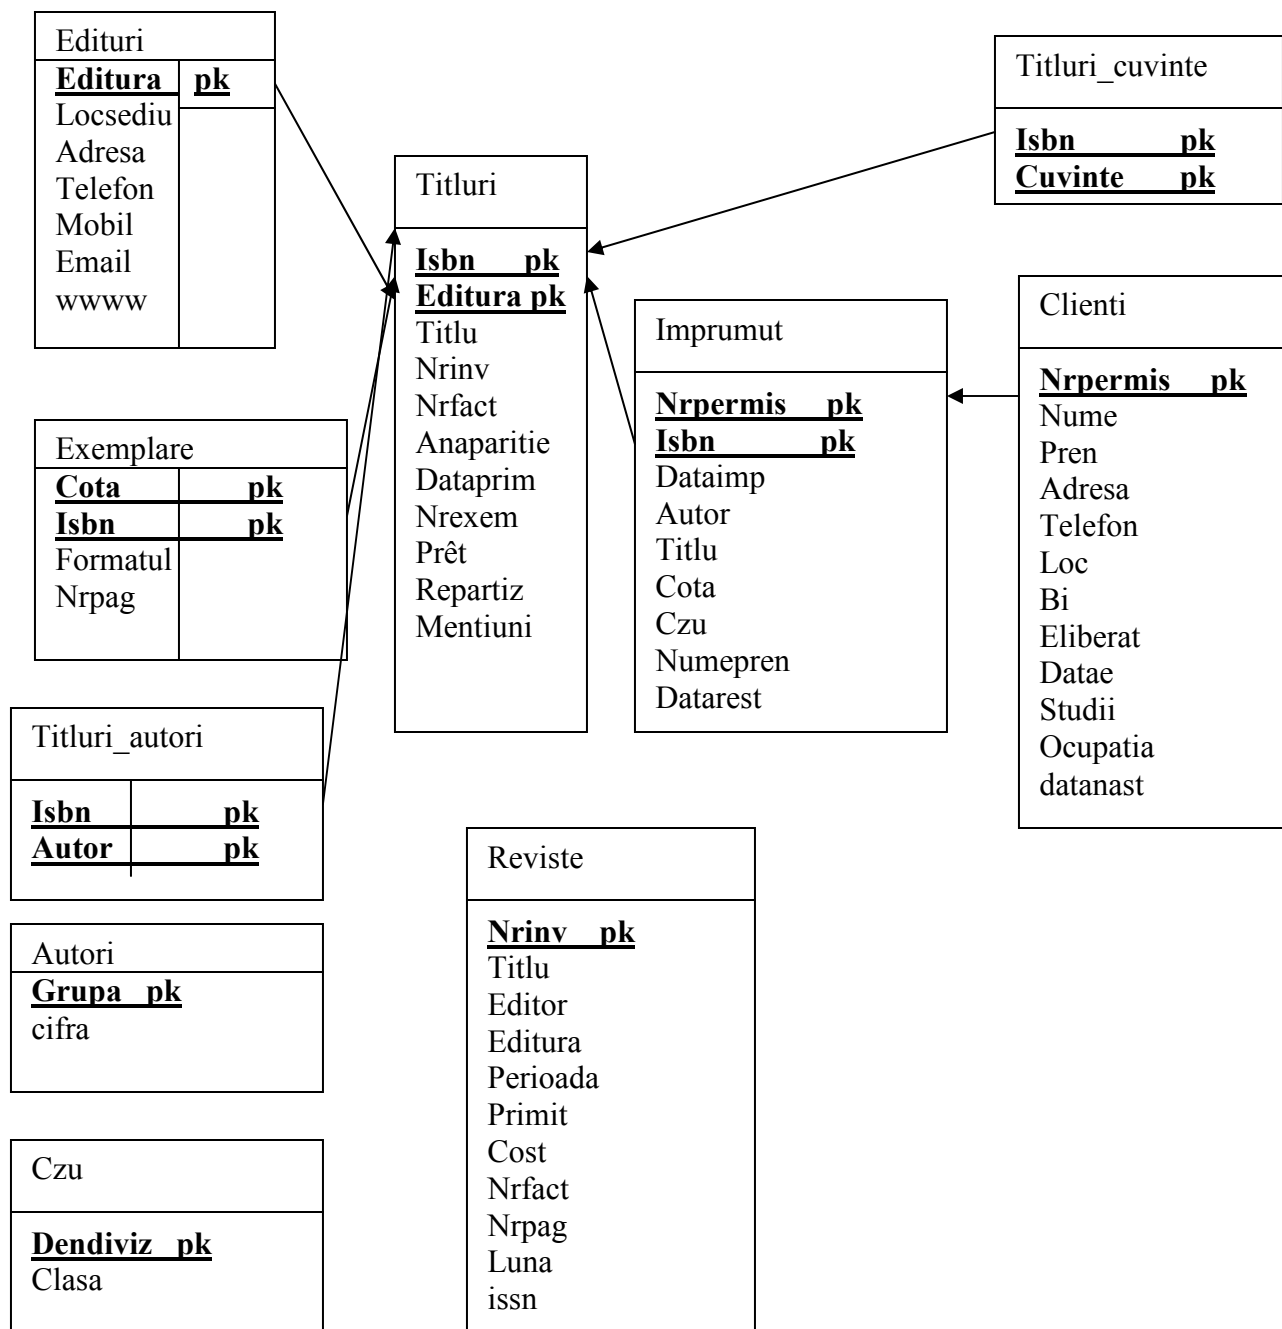 Edituri
Editura pk
Locsediu
Adresa
Telefon
Mobil
Email
wwww
Titluri_cuvinte
Isbn pk
Cuvinte pk
Titluri
Isbn pk
Editura pk
Titlu
Nrinv
Nrfact
Anaparitie
Dataprim
Nrexem
Prêt
Repartiz
Mentiuni
Imprumut
Nrpermis pk
Isbn pk
Dataimp
Autor
Titlu
Cota
Czu
Numepren
Datarest
Clienti
Nrpermis pk
Nume
Pren
Adresa
Telefon
Loc
Bi
Eliberat
Datae
Studii
Ocupatia
datanast
Exemplare
Cota pk
Isbn pk
Formatul
Nrpag
Titluri_autori
Isbn pk
Autor pk
Autori
Grupa pk
cifra
Czu
Dendiviz pk
Clasa
Reviste
Nrinv pk
Titlu
Editor
Editura
Perioada
Primit
Cost
Nrfact
Nrpag
Luna
issn